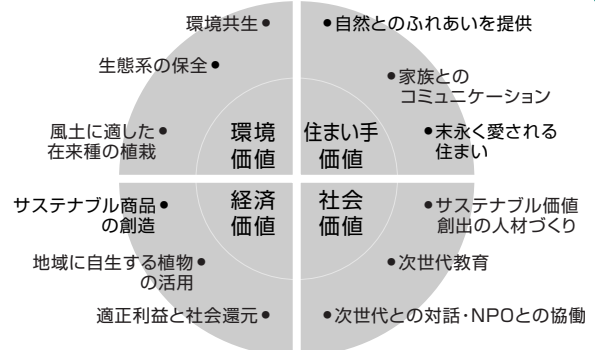 環境共生●
生態系の保全●
風土に適した●
在来種の植栽
環境
価値
●自然とのふれあいを提供
●家族との
コミュニケーション
●末永く愛される
住まい
住まい手
価値
サステナブル商品●
の創造
地域に自生する植物●
の活用
適正利益と社会還元●
経済
価値
社会
価値
●サステナブル価値
創出の人材づくり
●次世代教育
●次世代との対話・NPOとの協働